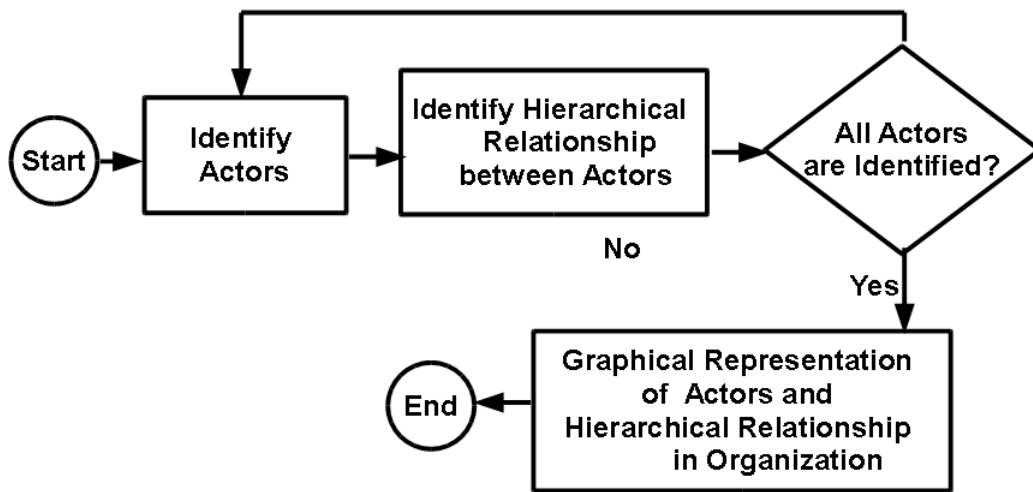 Start
Identify
Actors
Identify Hierarchical
Relationship
between Actors
All Actors
are Identified?
No
Yes
Graphical Representation
of Actors and
Hierarchical Relationship
in Organization
End